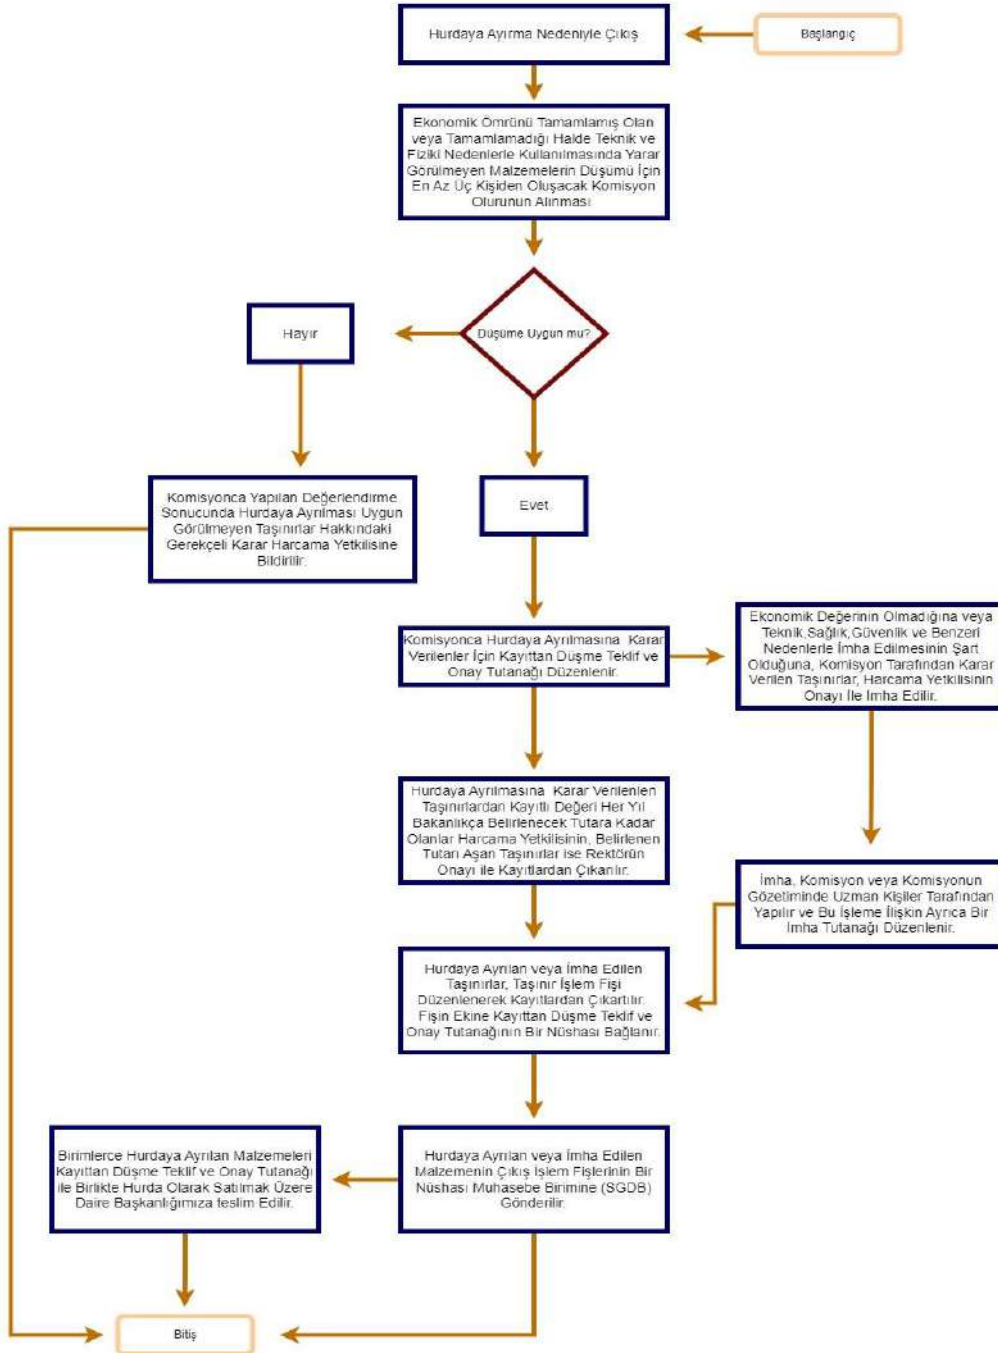 Hurdaya Ayırma Nedeniyle Çıkış
Başlangıç
Ekonomik Ömrünü Tamamlamış Olan
veya Tamamlamadığı Halde Teknik ve
Fiziki Nedenlerle Kullanılmasında Yarar
Görülmeyen Malzemelerin Düşümü İçin
En Az Üç Kişiden Oluşacak Komisyon
Olurunun Alınması
Düşüme Uygun mu?
Hayır
Evet
Komisyonca Yapılan Değerlendirme
Sonucunda Hurdaya Ayrılması Uygun
Görülmeyen Taşınırlar Hakkındaki
Gerekçeli Karar Harcama Yetkilisine
Bildirilir.
Komisyonca Hurdaya Ayrılmasına Karar
Verilenler İçin Kayıttan Düşme Teklif ve
Onay Tutanağı Düzenlenir.
Ekonomik Değerinin Olmadığına veya
Teknik,Sağlık,Güvenlik ve Benzeri
Nedenlerle İmha Edilmesinin Şart
Olduğuna, Komisyon Tarafından Karar
Verilen Taşınırlar, Harcama Yetkilisinin
Onayı İle İmha Edilir.
Hurdaya Ayrılmasına Karar Verilenlen
Taşınırlardan Kayıtlı Değeri Her Yıl
Bakanlıkça Belirlenecek Tutara Kadar
Olanlar Harcama Yetkilisinin, Belirlenen
Tutarı Aşan Taşınırlar ise Rektörün
Onayı ile Kayıtlardan Çıkarılır.
İmha, Komisyon veya Komisyonun
Gözetiminde Uzman Kişiler Tarafından
Yapılır ve Bu İşleme İlişkin Ayrıca Bir
İmha Tutanağı Düzenlenir.
Hurdaya Ayrılan veya İmha Edilen
Taşınırlar, Taşınır İşlem Fişi
Düzenlenerek Kayıtlardan Çıkartılır.
Fişin Ekine Kayıttan Düşme Teklif ve
Onay Tutanağının Bir Nüshası Bağlanır.
Birimlerce Hurdaya Ayrılan Malzemeleri
Kayıttan Düşme Teklif ve Onay Tutanağı
ile Birlikte Hurda Olarak Satılmak Üzere
Daire Başkanlığımıza teslim Edilir.
Hurdaya Ayrılan veya İmha Edilen
Malzemenin Çıkış İşlem Fişlerinin Bir
Nüshası Muhasebe Birimine (SGDB)
Gönderilir.
Bitiş